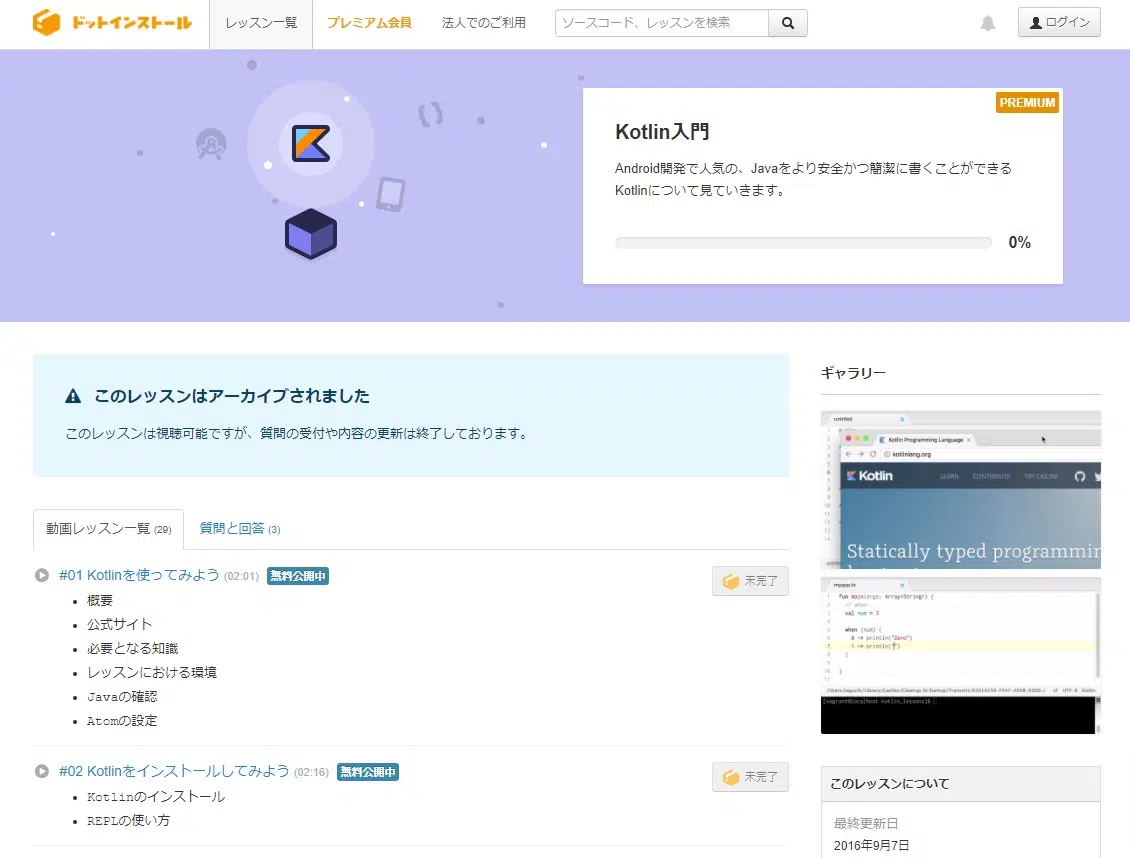 ドットインストール
レッスン一覧
プレミアム会員
法人でのご利用
ソースコード、レッスンを検索
ログイン
PREMIUM
Kotlin入門
Android開発で人気の、Javaをより安全かつ簡潔に書くことができる
Kotlinについて見ていきます。
0%
このレッスンはアーカイブされました
このレッスンは視聴可能ですが、質問の受付や内容の更新は終了しております。
動画レッスン一覧 (29)
質問と回答 (3)
#01 Kotlinを使ってみよう (02:01) 無料公開中
未完了
概要
公式サイト
必要となる知識
レッスンにおける環境
Javaの確認
Atomの設定
#02 Kotlinをインストールしてみよう (02:16) 無料公開中
未完了
Kotlinのインストール
REPLの使い方
ギャラリー
untitled
Kotlin Programming Language
kotlinlang.org
Kotlin
LEARN
CONTRIBUTE
TRY ONLINE
Statically typed programmin
myapp.kt
fun main(args: Array<String>) {
// when
val num = 3
when (num) {
0 -> println("Zero")
1 -> println("")
}
}
[vagrant@localhost kotlin_lessons]$
このレッスンについて
最終更新日
2016年9月7日